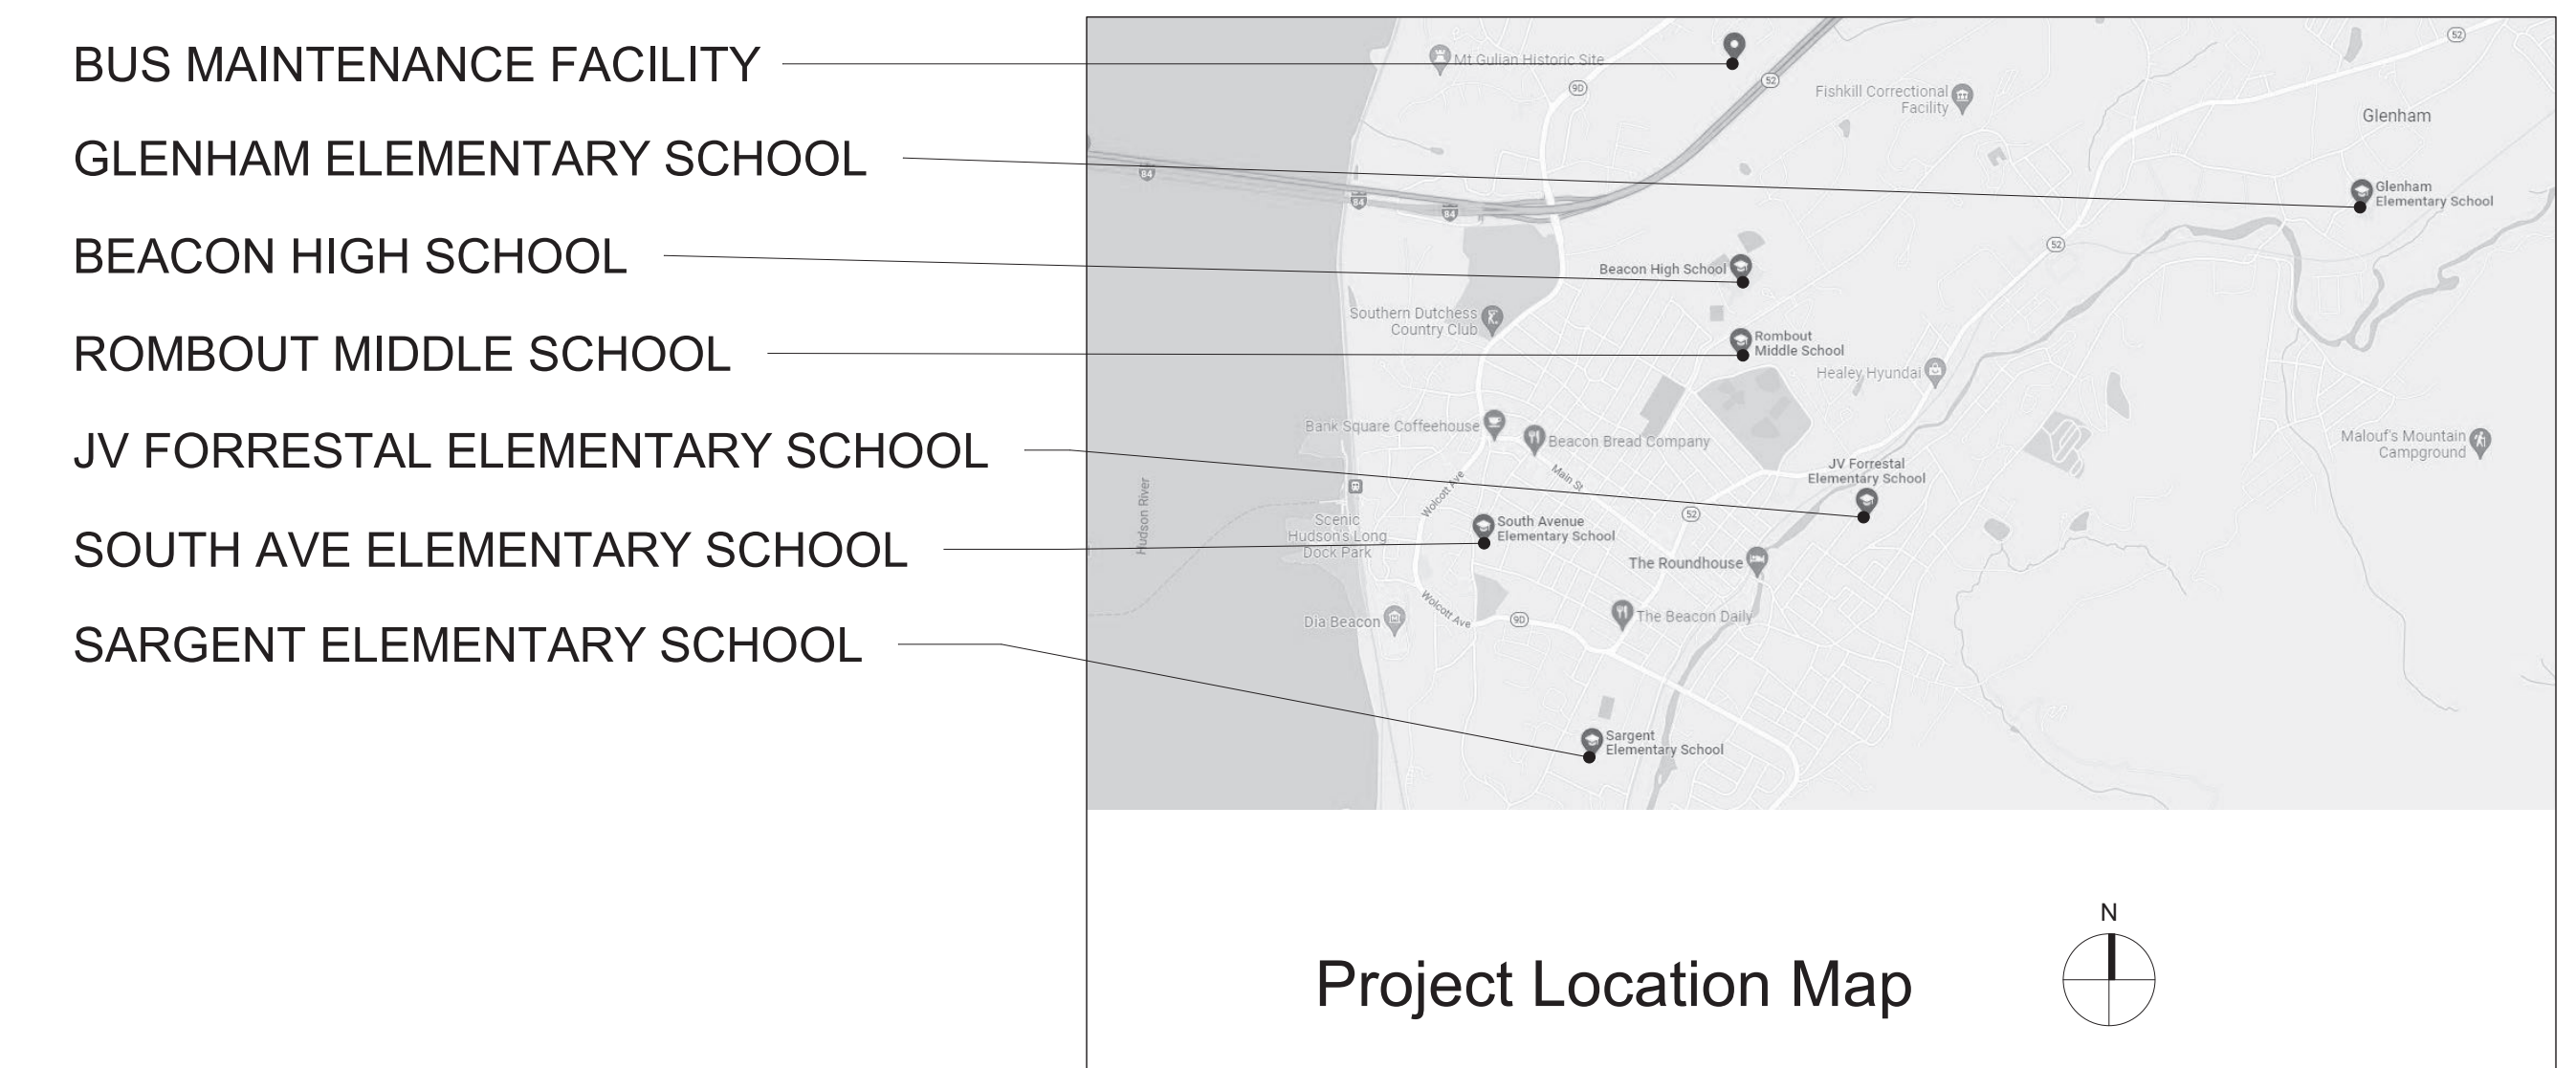 BUS MAINTENANCE FACILITY
GLENHAM ELEMENTARY SCHOOL
BEACON HIGH SCHOOL
ROMBOUT MIDDLE SCHOOL
JV FORRESTAL ELEMENTARY SCHOOL
SOUTH AVE ELEMENTARY SCHOOL
SARGENT ELEMENTARY SCHOOL
52
Mt Gulian Historic Site
52
9D
Fishkill Correctional
Facility
Glenham
84
84
84
Glenham
Elementary School
52
Beacon High School
Southern Dutchess
Country Club
Rombout
Middle School
Healey Hyundai
Bank Square Coffeehouse
Beacon Bread Company
Malouf's Mountain
Campground
Main St
Wolcott Ave
JV Forrestal
Elementary School
Hudson River
52
Scenic
Hudson's Long
Dock Park
South Avenue
Elementary School
The Roundhouse
Wolcott Ave
Dia Beacon
9D
The Beacon Daily
Sargent
Elementary School
N
Project Location Map